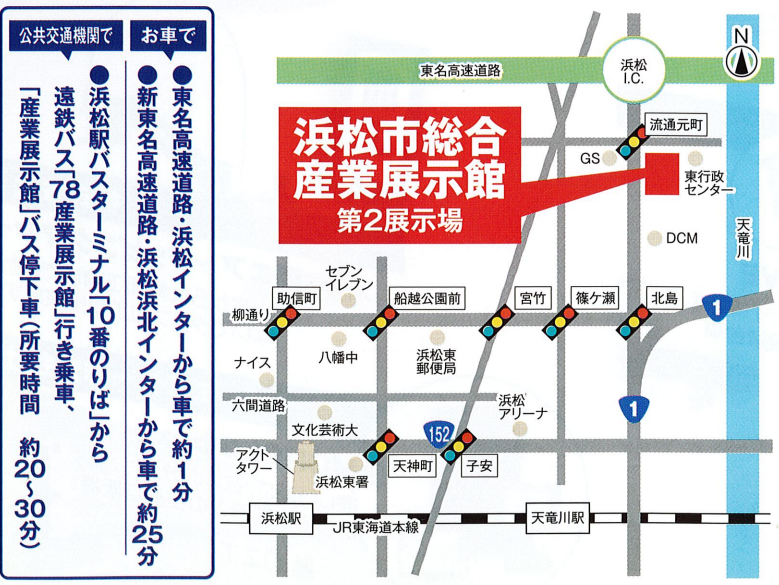 お車で
●東名高速道路・浜松インターから車で約1分
●新東名高速道路・浜松浜北インターから車で約25分
公共交通機関で
●浜松駅バスターミナル「10番のりば」から
遠鉄バス「78 産業展示館」行き乗車、
「産業展示館」バス停下車(所要時間 約20〜30分)
N
東名高速道路
浜松
I.C.
浜松市総合
産業展示館
第2展示場
流通元町
GS
東行政
センター
天竜川
DCM
セブン
イレブン
助信町
船越公園前
宮竹
篠ケ瀬
北島
1
柳通り
八幡中
浜松東
郵便局
ナイス
1
六間道路
浜松
アリーナ
文化芸術大
152
アクト
タワー
浜松東署
天神町
子安
浜松駅
JR東海道本線
天竜川駅